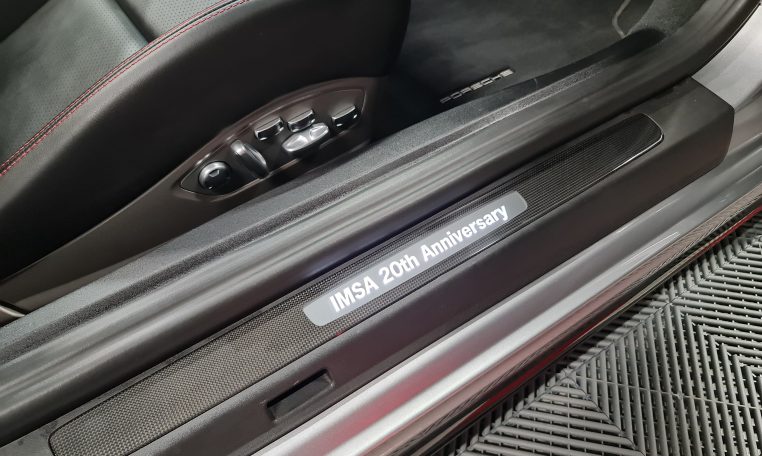 PORSCHE
IMSA 20th Anniversary